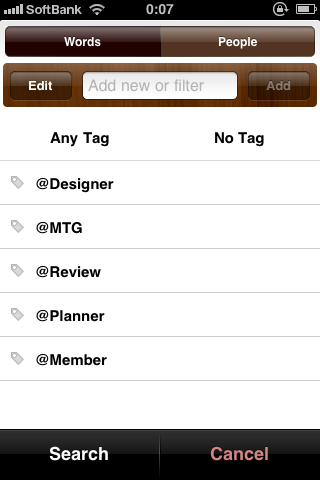 SoftBank 0:07
Words People
Edit Add new or filter Add
Any Tag No Tag
@Designer
@MTG
@Review
@Planner
@Member
Search Cancel